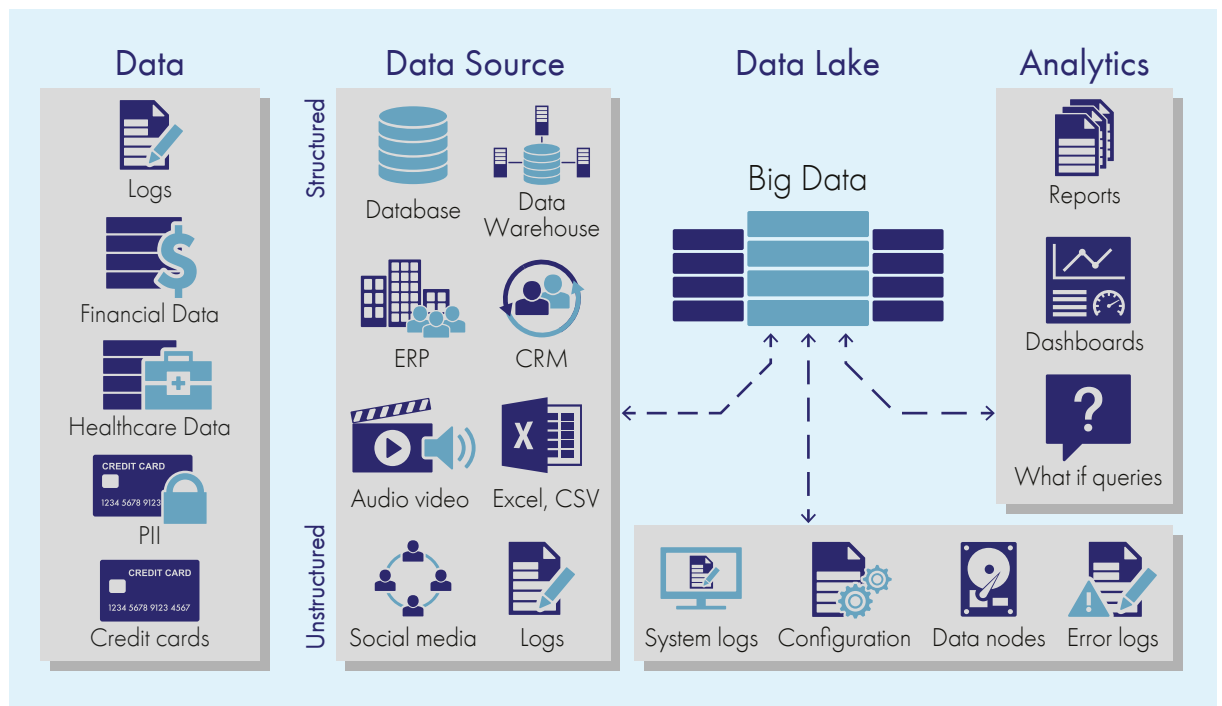 Data
Logs
Financial Data
Healthcare Data
CREDIT CARD
1234 5678 9123
PII
CREDIT CARD
1234 5678 9123 4567
Credit cards
Data Source
Structured
Database
Data
Warehouse
ERP
CRM
Audio video
X
Excel, CSV
Unstructured
Social media
Logs
Data Lake
Big Data
Analytics
Reports
Dashboards
?
What if queries
System logs
Configuration
Data nodes
Error logs